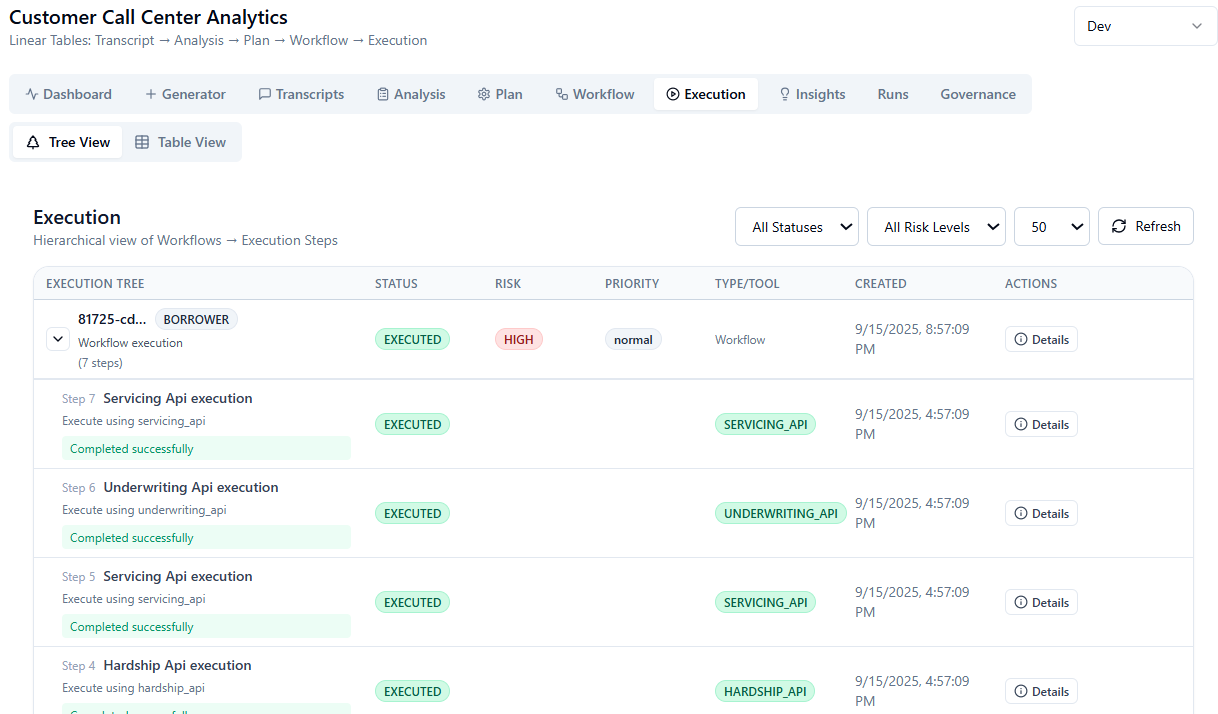 Customer Call Center Analytics
Linear Tables: Transcript → Analysis → Plan → Workflow → Execution
Dev
Dashboard
Generator
Transcripts
Analysis
Plan
Workflow
Execution
Insights
Runs
Governance
Tree View
Table View
Execution
Hierarchical view of Workflows → Execution Steps
All Statuses
All Risk Levels
50
Refresh
EXECUTION TREE STATUS RISK PRIORITY TYPE/TOOL CREATED ACTIONS
81725-cd... BORROWER
Workflow execution
(7 steps)
EXECUTED
HIGH
normal
Workflow
9/15/2025, 8:57:09
PM
Details
Step 7 Servicing Api execution
Execute using servicing_api
Completed successfully
EXECUTED
SERVICING_API
9/15/2025, 4:57:09
PM
Details
Step 6 Underwriting Api execution
Execute using underwriting_api
Completed successfully
EXECUTED
UNDERWRITING_API
9/15/2025, 4:57:09
PM
Details
Step 5 Servicing Api execution
Execute using servicing_api
Completed successfully
EXECUTED
SERVICING_API
9/15/2025, 4:57:09
PM
Details
Step 4 Hardship Api execution
Execute using hardship_api
EXECUTED
HARDSHIP_API
9/15/2025, 4:57:09
PM
Details